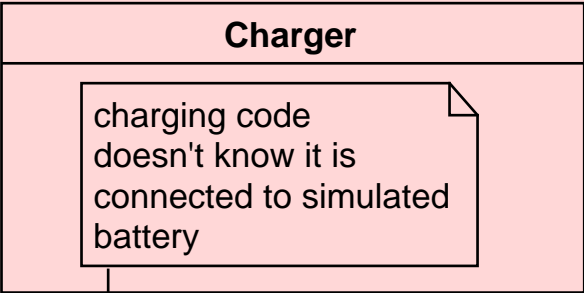 Charger
charging code
doesn't know it is
connected to simulated
battery